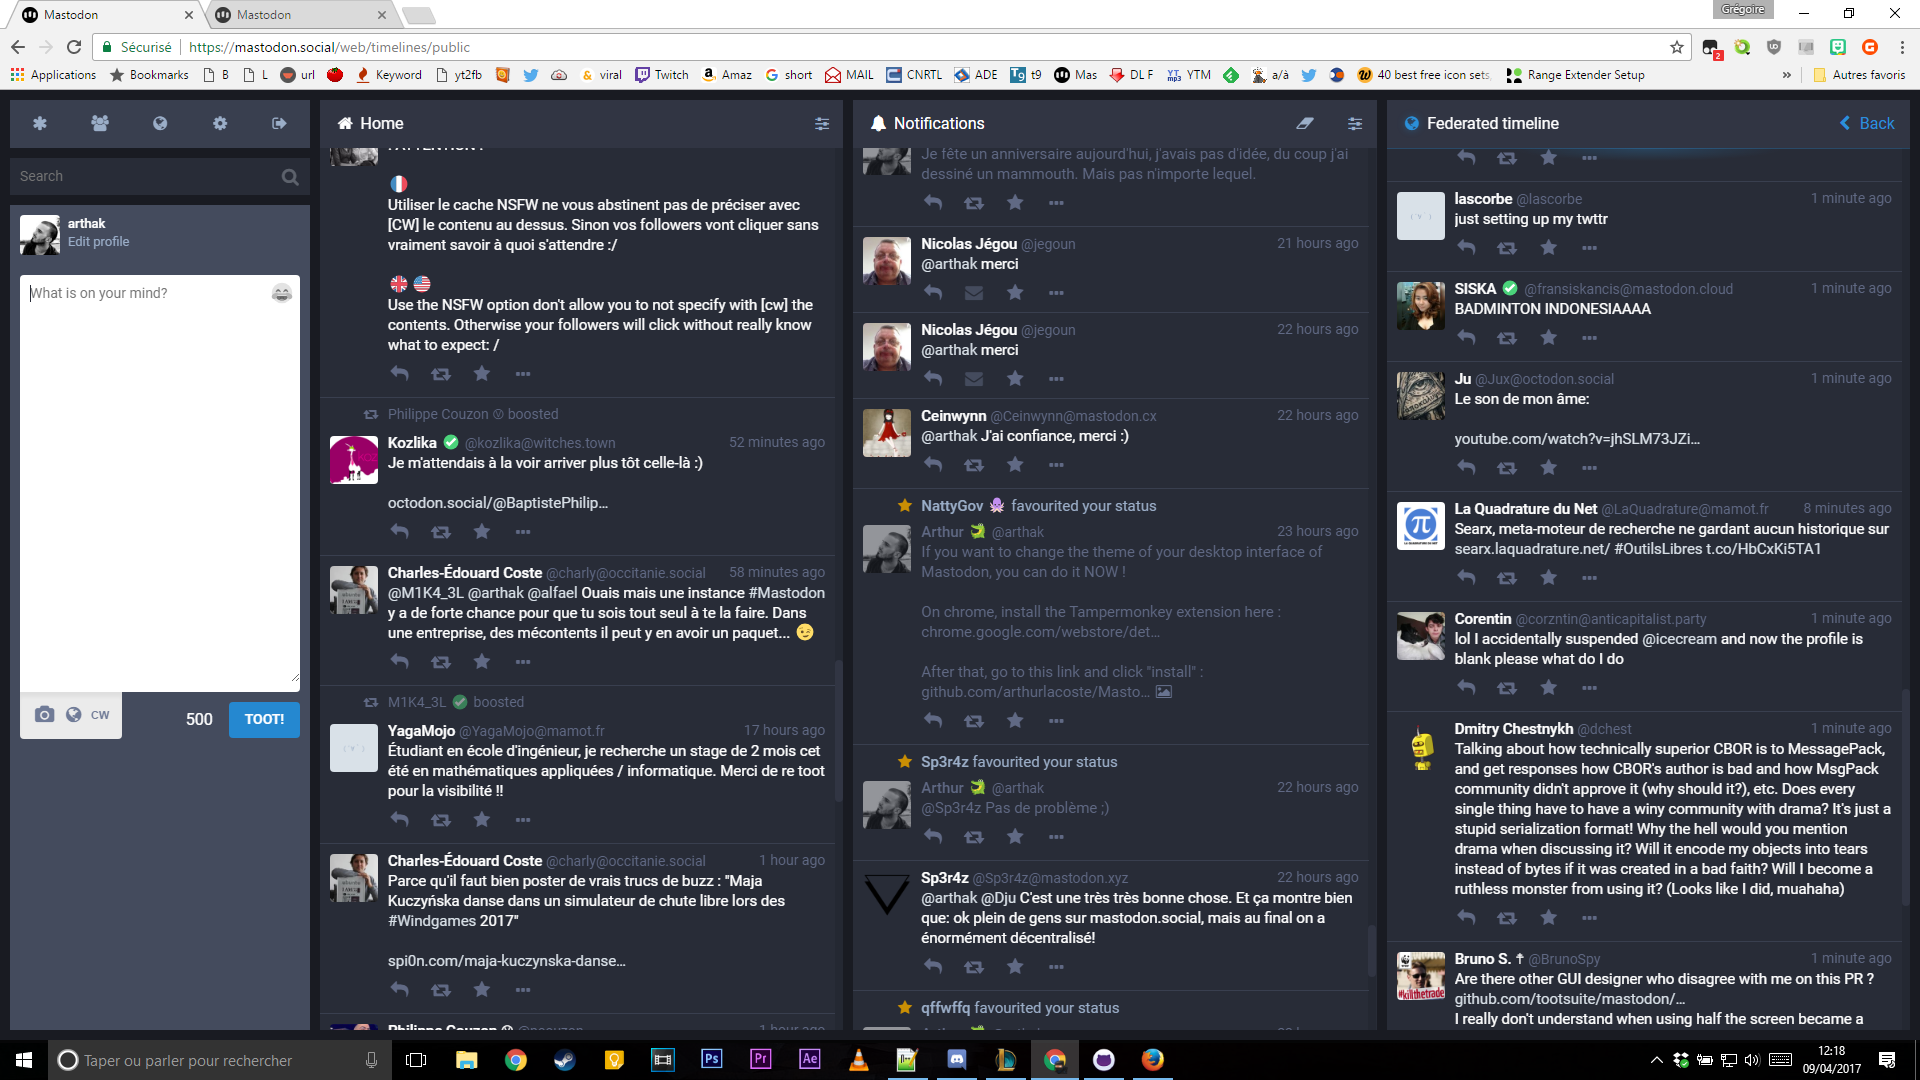 Mastodon
Mastodon
Grégoire
Sécurisé
https://mastodon.social/web/timelines/public
2
Applications
Bookmarks
B
L
url
Keyword
yt2fb
viral
Twitch
Amaz
short
MAIL
CNRTL
ADE
t9
Mas
DL F
YTM
a/à
40 best free icon sets,
Range Extender Setup
»
Autres favoris
Search
arthak
Edit profile
What is on your mind?
CW
500
TOOT!
Home
Utiliser le cache NSFW ne vous abstinent pas de préciser avec
[CW] le contenu au dessus. Sinon vos followers vont cliquer sans
vraiment savoir à quoi s'attendre :/
Use the NSFW option don't allow you to not specify with [cw] the
contents. Otherwise your followers will click without really know
what to expect: /
Philippe Couzon boosted
Kozlika @kozlika@witches.town 52 minutes ago
Je m'attendais à la voir arriver plus tôt celle-là :)
octodon.social/@BaptistePhilip…
Charles-Édouard Coste @charly@occitanie.social 58 minutes ago
@M1K4_3L @arthak @alfael Ouais mais une instance #Mastodon
y a de forte chance pour que tu sois tout seul à te la faire. Dans
une entreprise, des mécontents il peut y en avoir un paquet... 😉
M1K4_3L boosted
YagaMojo @YagaMojo@mamot.fr 17 hours ago
Étudiant en école d'ingénieur, je recherche un stage de 2 mois cet
été en mathématiques appliquées / informatique. Merci de re toot
pour la visibilité !!
Charles-Édouard Coste @charly@occitanie.social 1 hour ago
Parce qu'il faut bien poster de vrais trucs de buzz : "Maja
Kuczyńska danse dans un simulateur de chute libre lors des
#Windgames 2017"
spi0n.com/maja-kuczynska-danse…
Notifications
Je fête un anniversaire aujourd'hui, j'avais pas d'idée, du coup j'ai
dessiné un mammouth. Mais pas n'importe lequel.
Nicolas Jégou @jegoun 21 hours ago
@arthak merci
Nicolas Jégou @jegoun 22 hours ago
@arthak merci
Ceinwynn @Ceinwynn@mastodon.cx 22 hours ago
@arthak J'ai confiance, merci :)
NattyGov 🐙 favourited your status
Arthur @arthak 23 hours ago
If you want to change the theme of your desktop interface of
Mastodon, you can do it NOW !
On chrome, install the Tampermonkey extension here :
chrome.google.com/webstore/det…
After that, go to this link and click "install" :
github.com/arthurlacoste/Masto…
Sp3r4z favourited your status
Arthur @arthak 22 hours ago
@Sp3r4z Pas de problème ;)
Sp3r4z @Sp3r4z@mastodon.xyz 22 hours ago
@arthak @Dju C'est une très très bonne chose. Et ça montre bien
que: ok plein de gens sur mastodon.social, mais au final on a
énormément décentralisé!
qffwffq favourited your status
Federated timeline
Back
lascorbe @lascorbe 1 minute ago
just setting up my twttr
SISKA @fransiskancis@mastodon.cloud 1 minute ago
BADMINTON INDONESIAAAA
Ju @Jux@octodon.social 1 minute ago
Le son de mon âme:
youtube.com/watch?v=jhSLM73JZi…
La Quadrature du Net @LaQuadrature@mamot.fr 8 minutes ago
Searx, meta-moteur de recherche ne gardant aucun historique sur
searx.laquadrature.net/ #OutilsLibres t.co/HbCxKi5TA1
Corentin @corzntin@anticapitalist.party 1 minute ago
lol I accidentally suspended @icecream and now the profile is
blank please what do I do
Dmitry Chestnykh @dchest 1 minute ago
Talking about how technically superior CBOR is to MessagePack,
and get responses how CBOR's author is bad and how MsgPack
community didn't approve it (why should it?), etc. Does every
single thing have to have a winy community with drama? It's just a
stupid serialization format! Why the hell would you mention
drama when discussing it? Will it encode my objects into tears
instead of bytes if it was created in a bad faith? Will I become a
ruthless monster from using it? (Looks like I did, muahaha)
Bruno S. @BrunoSpy 1 minute ago
Are there other GUI designer who disagree with me on this PR ?
github.com/tootsuite/mastodon/…
I really don't understand when using half the screen became a
#killthetrade
Taper ou parler pour rechercher
Ps
Pr
Ae
12:18
09/04/2017